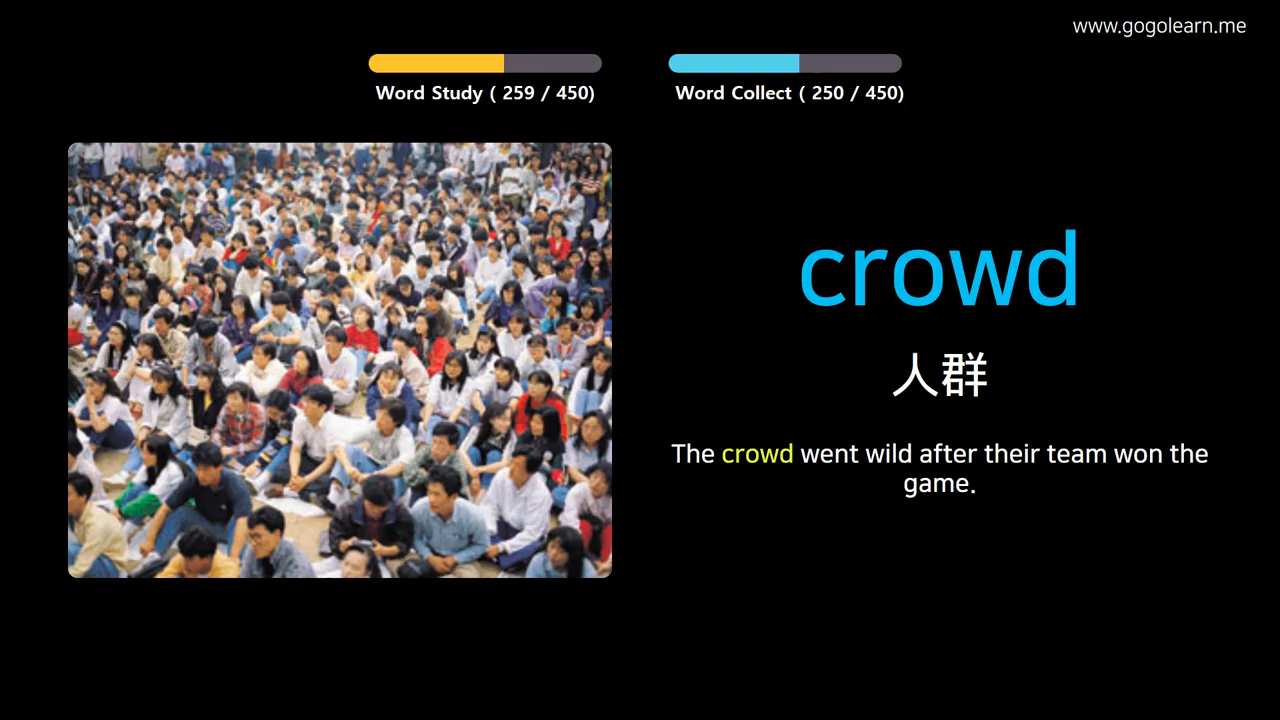 www.gogolearn.me
Word Study ( 259 / 450)
Word Collect ( 250 / 450)
crowd
人群
The crowd went wild after their team won the
game.